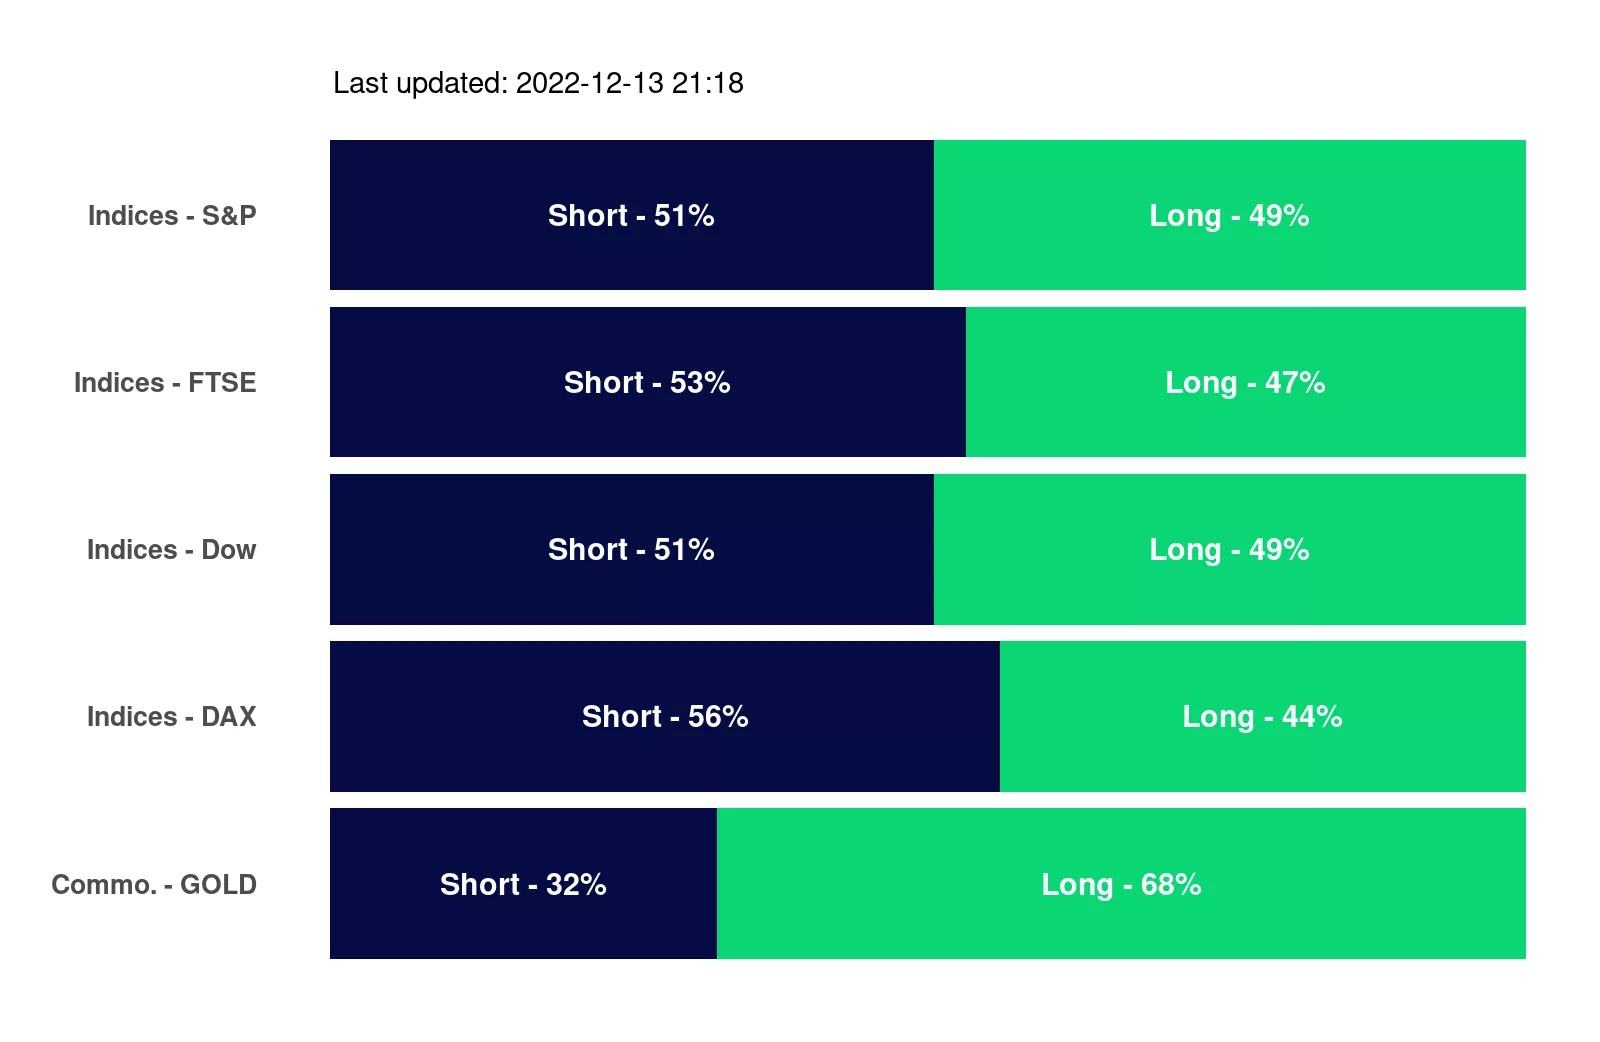 Last updated: 2022-12-13 21:18
Indices - S&P Short - 51% Long - 49%
Indices - FTSE Short - 53% Long - 47%
Indices - Dow Short - 51% Long - 49%
Indices - DAX Short - 56% Long - 44%
Commo. - GOLD Short - 32% Long - 68%